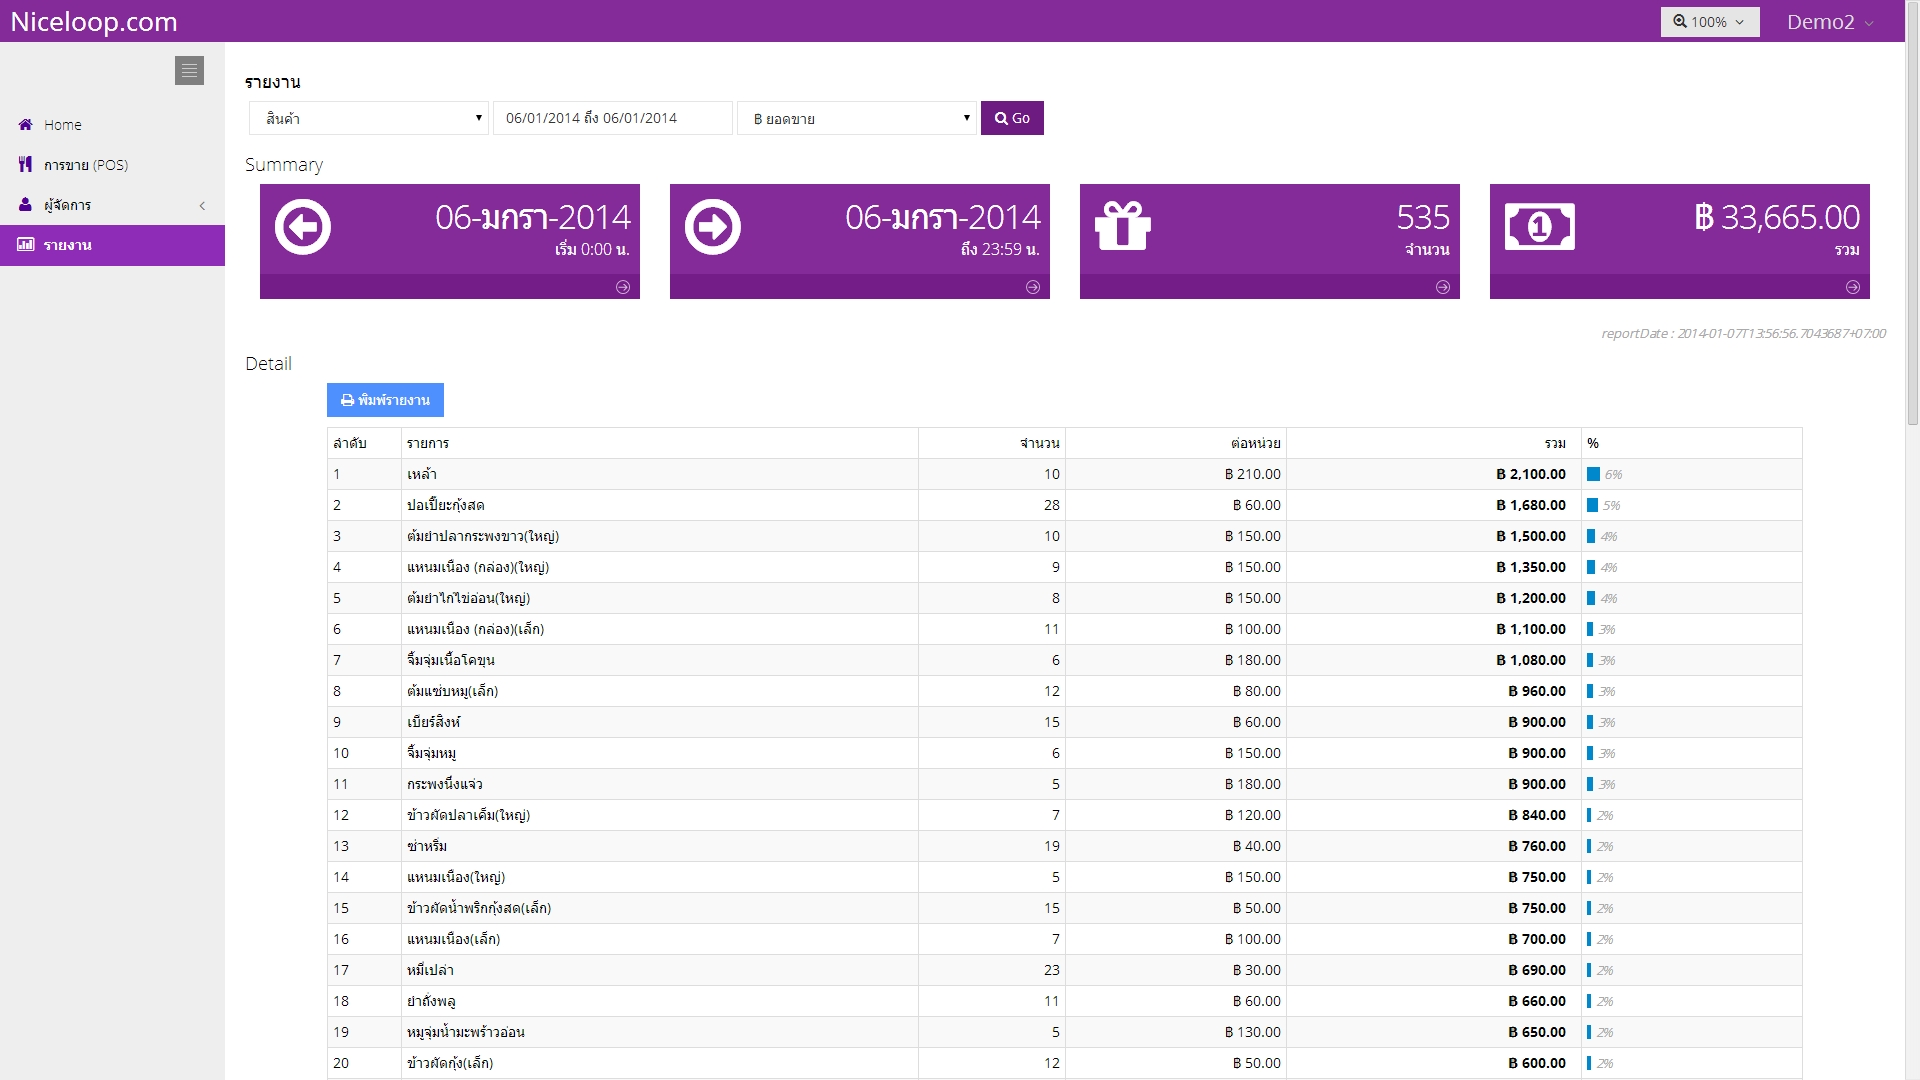 Niceloop.com
100%
Demo2
Home
การขาย (POS)
ผู้จัดการ
รายงาน
รายงาน
สินค้า
06/01/2014 ถึง 06/01/2014
฿ ยอดขาย
Go
Summary
06-มกรา-2014
เริ่ม 0:00 น.
06-มกรา-2014
ถึง 23:59 น.
535
จำนวน
฿ 33,665.00
รวม
reportDate : 2014-01-07T13:56:56.7043687+07:00
Detail
พิมพ์รายงาน
ลำดับ รายการ จำนวน ต่อหน่วย รวม %
1 เหล้า 10 ฿ 210.00 ฿ 2,100.00 6%
2 ปอเปี๊ยะกุ้งสด 28 ฿ 60.00 ฿ 1,680.00 5%
3 ต้มยำปลากระพงขาว(ใหญ่) 10 ฿ 150.00 ฿ 1,500.00 4%
4 แหนมเนือง (กล่อง)(ใหญ่) 9 ฿ 150.00 ฿ 1,350.00 4%
5 ต้มยำไก่ไข่อ่อน(ใหญ่) 8 ฿ 150.00 ฿ 1,200.00 4%
6 แหนมเนือง (กล่อง)(เล็ก) 11 ฿ 100.00 ฿ 1,100.00 3%
7 จิ้มจุ่มเนื้อโคขุน 6 ฿ 180.00 ฿ 1,080.00 3%
8 ต้มแซ่บหมู(เล็ก) 12 ฿ 80.00 ฿ 960.00 3%
9 เบียร์สิงห์ 15 ฿ 60.00 ฿ 900.00 3%
10 จิ้มจุ่มหมู 6 ฿ 150.00 ฿ 900.00 3%
11 กระพงนึ่งแจ่ว 5 ฿ 180.00 ฿ 900.00 3%
12 ข้าวผัดปลาเค็ม(ใหญ่) 7 ฿ 120.00 ฿ 840.00 2%
13 ซ่าหริ่ม 19 ฿ 40.00 ฿ 760.00 2%
14 แหนมเนือง(ใหญ่) 5 ฿ 150.00 ฿ 750.00 2%
15 ข้าวผัดน้ำพริกกุ้งสด(เล็ก) 15 ฿ 50.00 ฿ 750.00 2%
16 แหนมเนือง(เล็ก) 7 ฿ 100.00 ฿ 700.00 2%
17 หมี่เปล่า 23 ฿ 30.00 ฿ 690.00 2%
18 ยำถั่งพลู 11 ฿ 60.00 ฿ 660.00 2%
19 หมูจุ่มน้ำมะพร้าวอ่อน 5 ฿ 130.00 ฿ 650.00 2%
20 ข้าวผัดกุ้ง(เล็ก) 12 ฿ 50.00 ฿ 600.00 2%